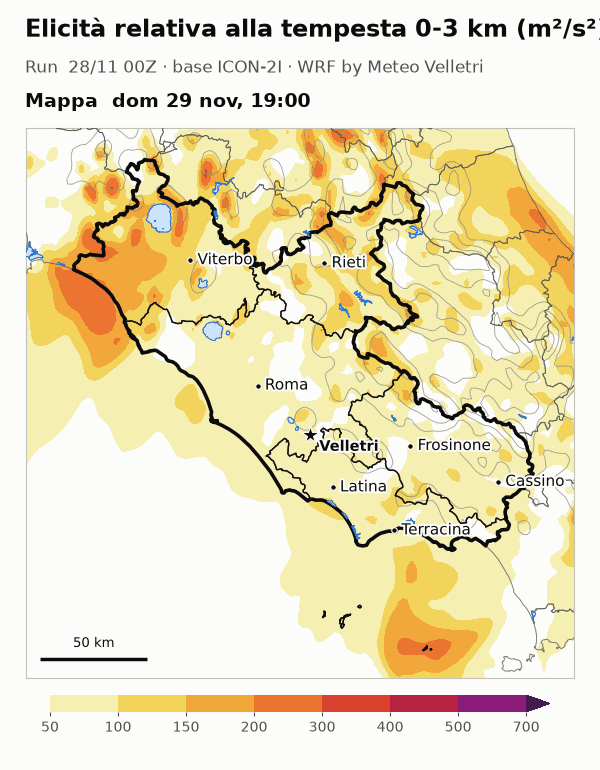 Elicità relativa alla tempesta 0-3 km (m²/s²)
Run  28/11 00Z · base ICON-2I · WRF by Meteo Velletri
Mappa  dom 29 nov, 19:00
Viterbo
Rieti
Roma
Velletri
Frosinone
Cassino
Latina
Terracina
50 km
50 100 150 200 300 400 500 700